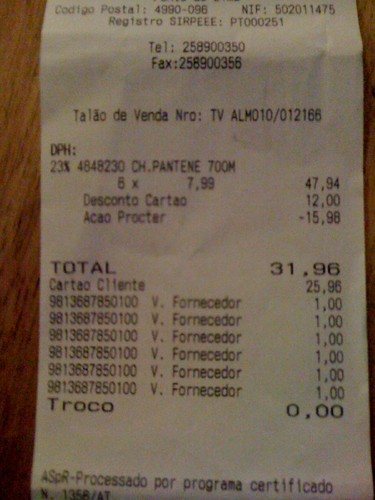 Codigo Postal: 4990-096 NIF: 502011475
Registro SIRPEEE: PT000251
Tel: 258900350
Fax:258900356
Talão de Venda Nro: TV ALM010/012166
DPH:
23% 4848230 CH.PANTENE 700M
6 x 7,99 47,94
Desconto Cartao 12,00
Acao Procter -15,98
TOTAL 31,96
Cartao Cliente 25,96
9813687850100 V. Fornecedor 1,00
9813687850100 V. Fornecedor 1,00
9813687850100 V. Fornecedor 1,00
9813687850100 V. Fornecedor 1,00
9813687850100 V. Fornecedor 1,00
9813687850100 V. Fornecedor 1,00
Troco 0,00
ASpR-Processado por programa certificado
N. 1358/AT